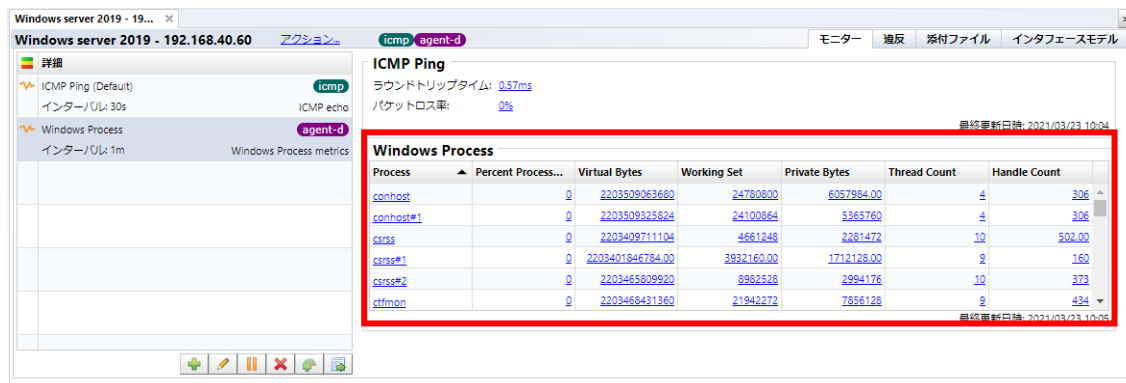 Windows server 2019 - 19...
Windows server 2019 - 192.168.40.60 アクション... icmp agent-d モニター 違反 添付ファイル インタフェースモデル
詳細
ICMP Ping (Default) icmp
インターバル: 30s ICMP echo
Windows Process agent-d
インターバル: 1m Windows Process metrics
ICMP Ping
ラウンドトリップタイム: 0.57ms
パケットロス率: 0%
最終更新日時: 2021/03/23 10:04
Windows Process
Process Percent Process... Virtual Bytes Working Set Private Bytes Thread Count Handle Count
conhost 0 2203509063680 24780800 6057984.00 4 306
conhost#1 0 2203509325824 24100864 5365760 4 306
csrss 0 2203409711104 4661248 2281472 10 502.00
csrss#1 0 2203401846784.00 3932160.00 1712128.00 9 160
csrss#2 0 2203465809920 8982528 2994176 10 373
ctfmon 0 2203468431360 21942272 7856128 9 434
最終更新日時: 2021/03/23 10:05